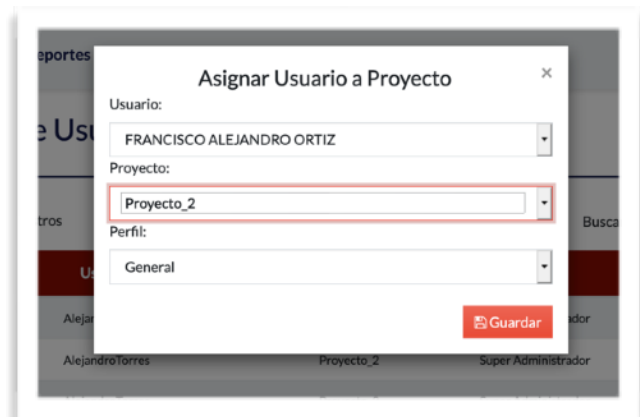 eportes
Asignar Usuario a Proyecto ×
e Usu
Usuario:
FRANCISCO ALEJANDRO ORTIZ
Proyecto:
Proyecto_2
tros
Busca
Perfil:
General
Us
Guardar
Alejan
ador
AlejandroTorres Proyecto_2 Super Administrador